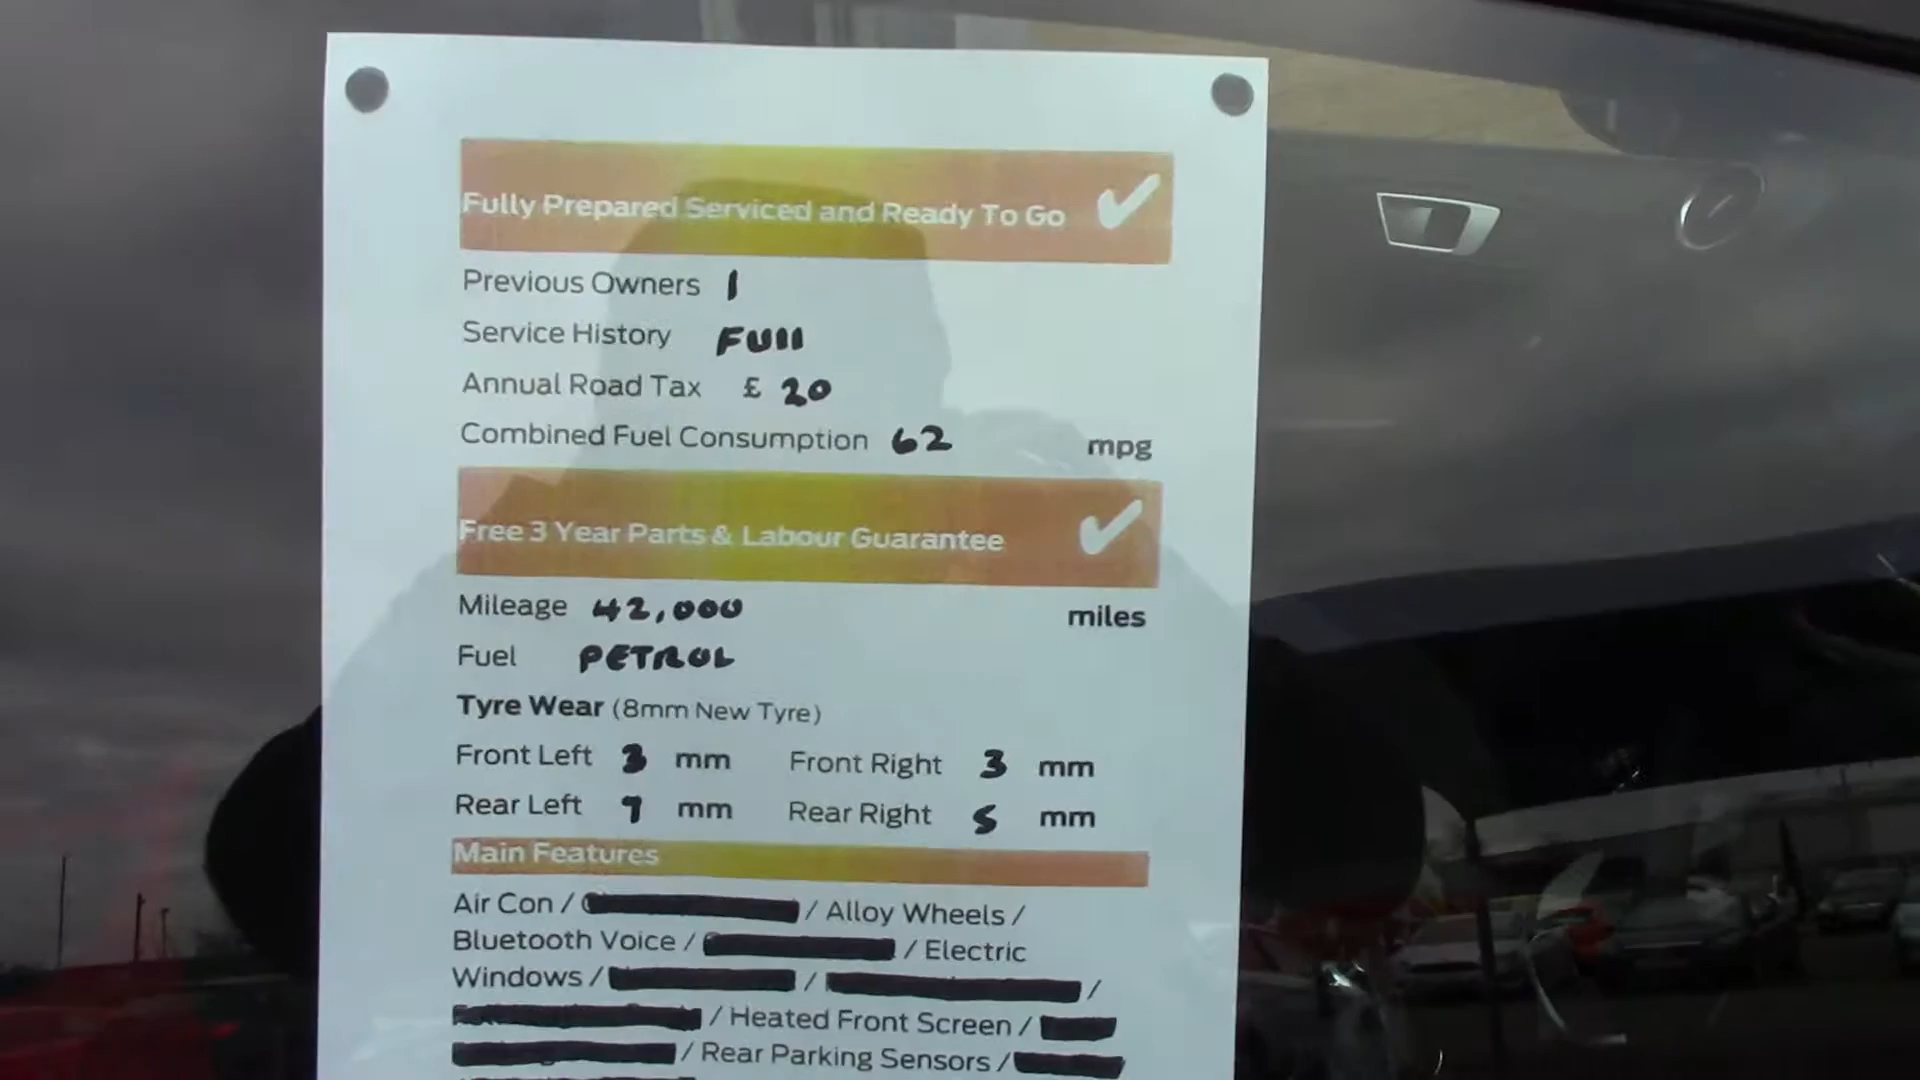 Fully Prepared Serviced and Ready To Go
Previous Owners 1
Service History FUll
Annual Road Tax £ 20
Combined Fuel Consumption 62 mpg
Free 3 Year Parts & Labour Guarantee
Mileage 42,000 miles
Fuel PETROL
Tyre Wear (8mm New Tyre)
Front Left 3 mm Front Right 3 mm
Rear Left mm Rear Right 5 mm
Main Features
Air Con / / Alloy Wheels /
Bluetooth Voice / / Electric
Windows / / /
/ Heated Front Screen /
/ Rear Parking Sensors /